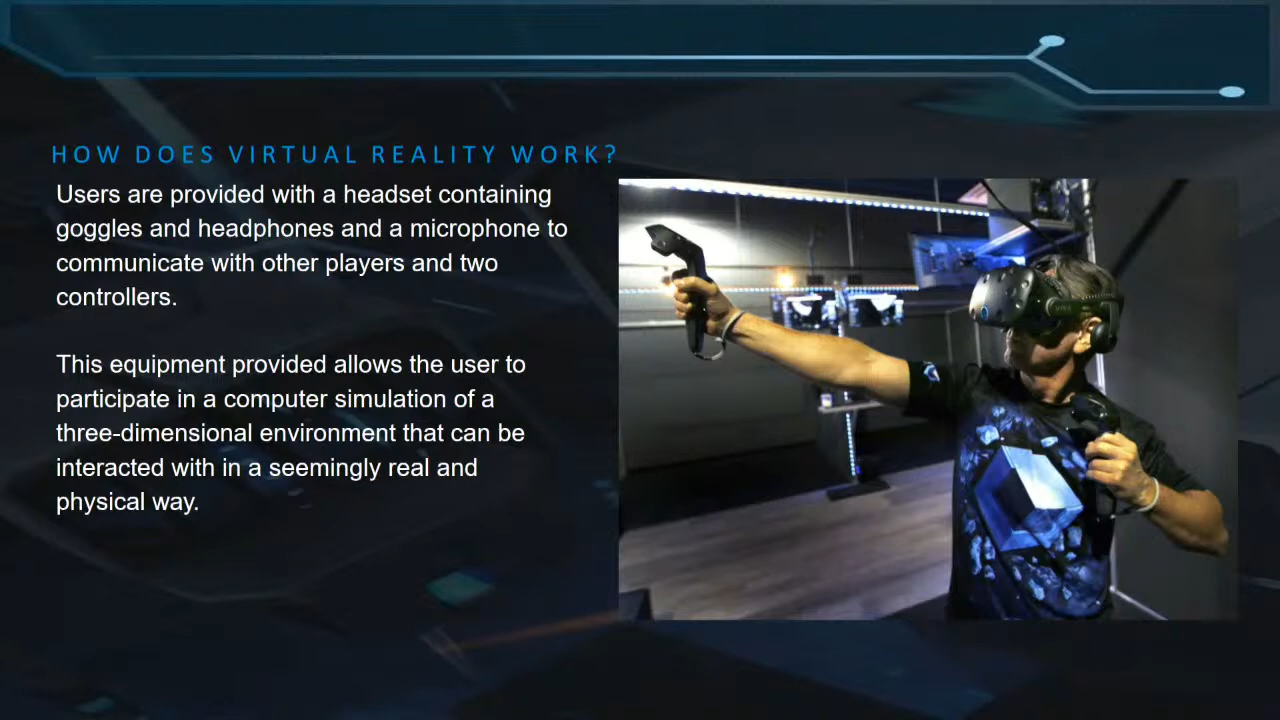 HOW DOES VIRTUAL REALITY WORK?
Users are provided with a headset containing
goggles and headphones and a microphone to
communicate with other players and two
controllers.
This equipment provided allows the user to
participate in a computer simulation of a
three-dimensional environment that can be
interacted with in a seemingly real and
physical way.